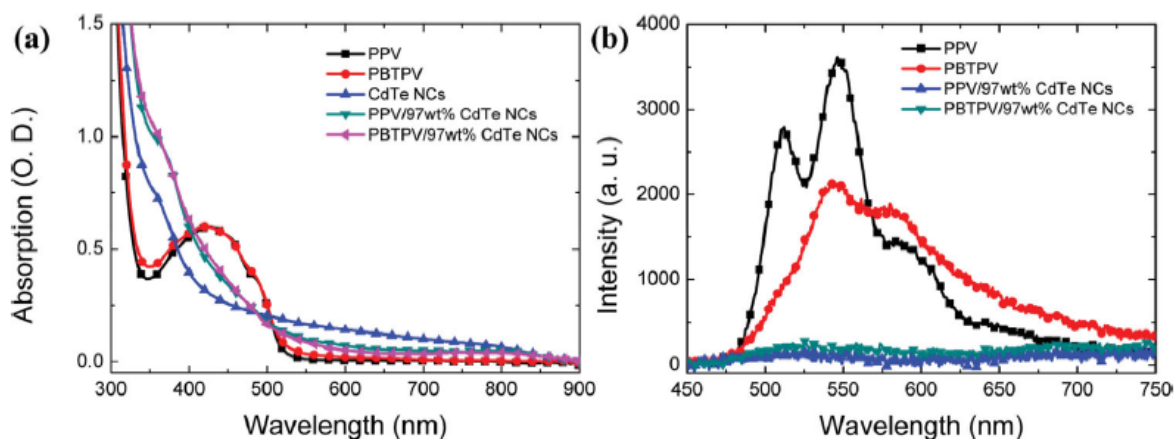 (a)
Absorption (O. D.)
1.5
1.0
0.5
0.0
PPV
PBTPV
CdTe NCs
PPV/97wt% CdTe NCs
PBTPV/97wt% CdTe NCs
300 400 500 600 700 800 900
Wavelength (nm)
(b)
Intensity (a. u.)
4000
3000
2000
1000
0
PPV
PBTPV
PPV/97wt% CdTe NCs
PBTPV/97wt% CdTe NCs
450 500 550 600 650 700 750
Wavelength (nm)